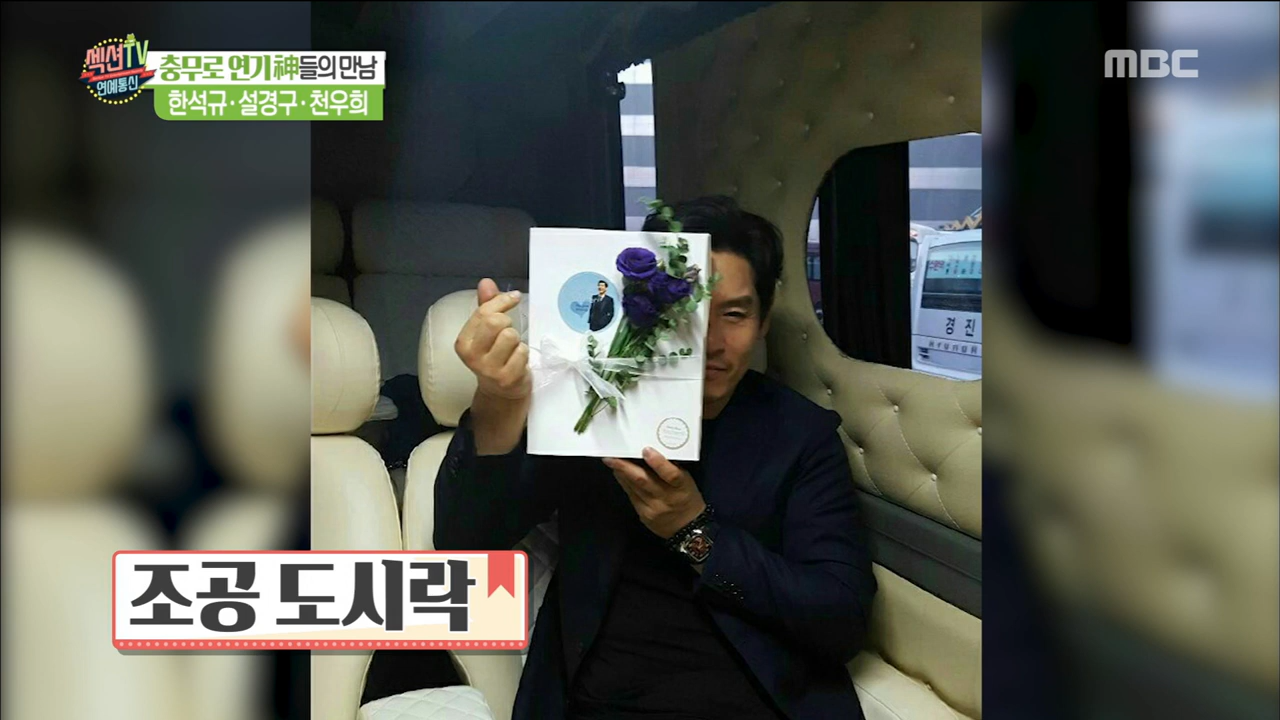 섹션TV
연예통신
충무로 연기神들의 만남
한석규·설경구·천우희
MBC
경진
조공 도시락